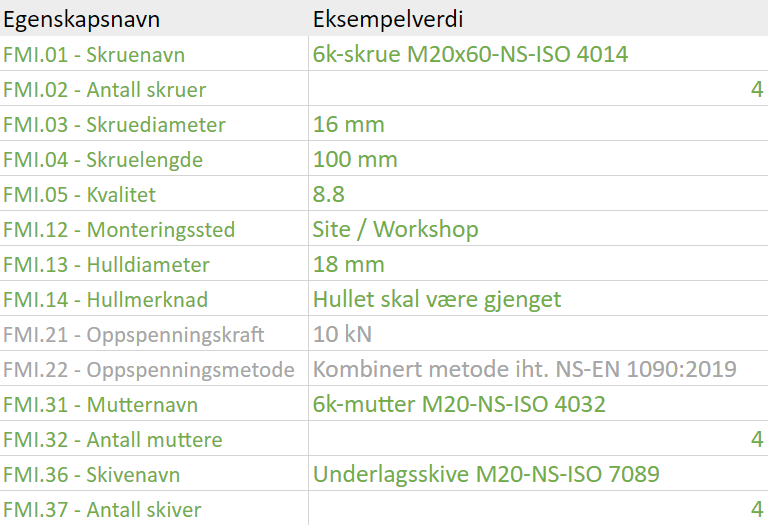 Egenskapsnavn Eksempelverdi
FMI.01 - Skruenavn 6k-skrue M20x60-NS-ISO 4014
FMI.02 - Antall skruer 4
FMI.03 - Skruediameter 16 mm
FMI.04 - Skruelengde 100 mm
FMI.05 - Kvalitet 8.8
FMI.12 - Monteringssted Site / Workshop
FMI.13 - Hulldiameter 18 mm
FMI.14 - Hullmerknad Hullet skal være gjenget
FMI.21 - Oppspenningskraft 10 kN
FMI.22 - Oppspenningsmetode Kombinert metode iht. NS-EN 1090:2019
FMI.31 - Mutternavn 6k-mutter M20-NS-ISO 4032
FMI.32 - Antall muttere 4
FMI.36 - Skivenavn Underlagsskive M20-NS-ISO 7089
FMI.37 - Antall skiver 4